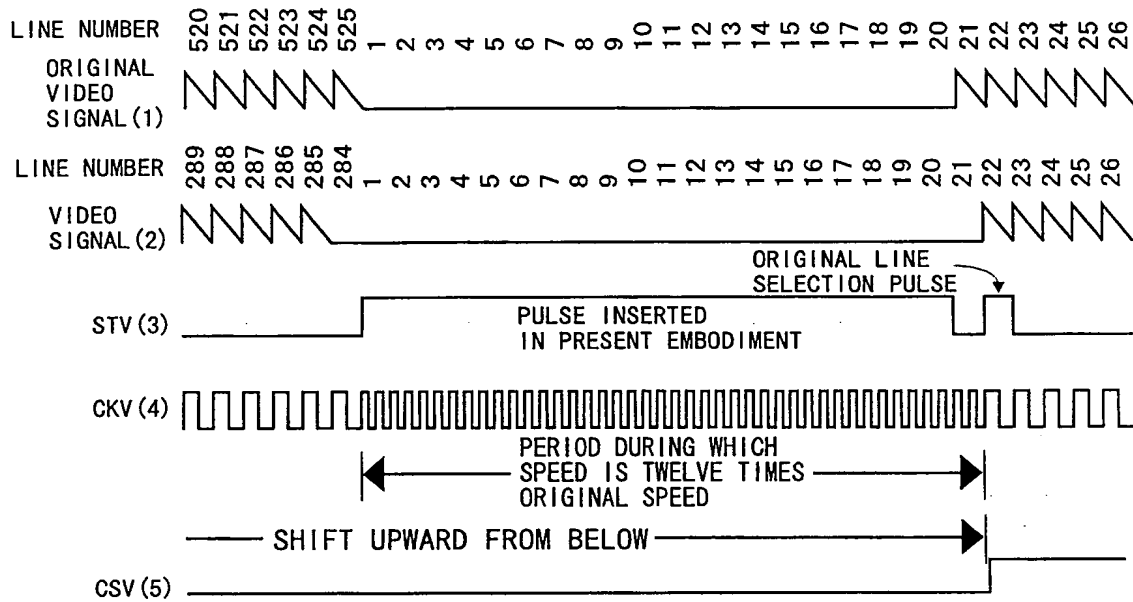 LINE NUMBER 520 521 522 523 524 525 1 2 3 4 5 6 7 8 9 10 11 12 13 14 15 16 17 18 19 20 21 22 23 24 25 26
ORIGINAL
VIDEO
SIGNAL(1)
LINE NUMBER 289 288 287 286 285 284 1 2 3 4 5 6 7 8 9 10 11 12 13 14 15 16 17 18 19 20 21 22 23 24 25 26
VIDEO
SIGNAL(2)
ORIGINAL LINE
SELECTION PULSE
STV(3)
PULSE INSERTED
IN PRESENT EMBODIMENT
CKV(4)
PERIOD DURING WHICH
SPEED IS TWELVE TIMES
ORIGINAL SPEED
SHIFT UPWARD FROM BELOW
CSV(5)